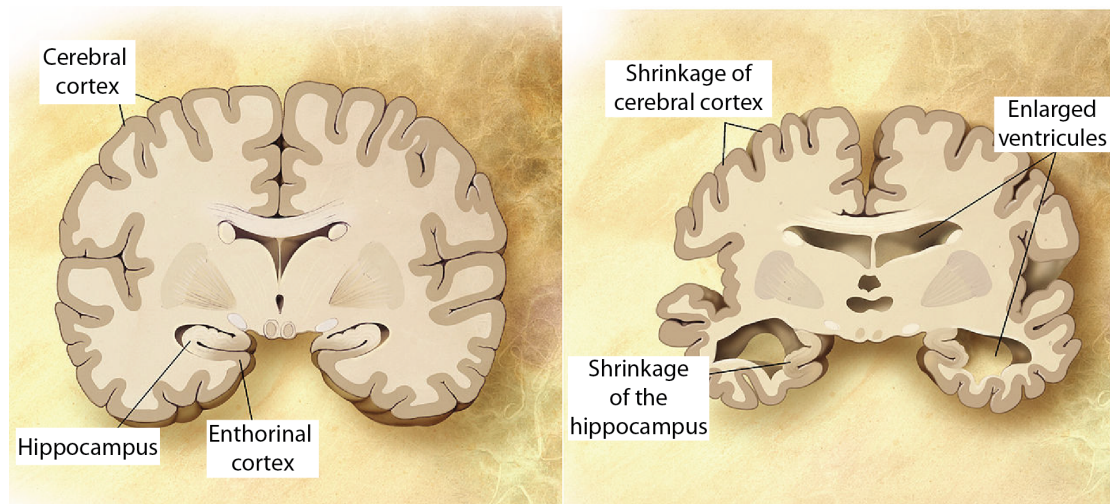 Cerebral
cortex
Hippocampus
Enthorinal
cortex
Shrinkage of
cerebral cortex
Enlarged
ventricules
Shrinkage
of the
hippocampus